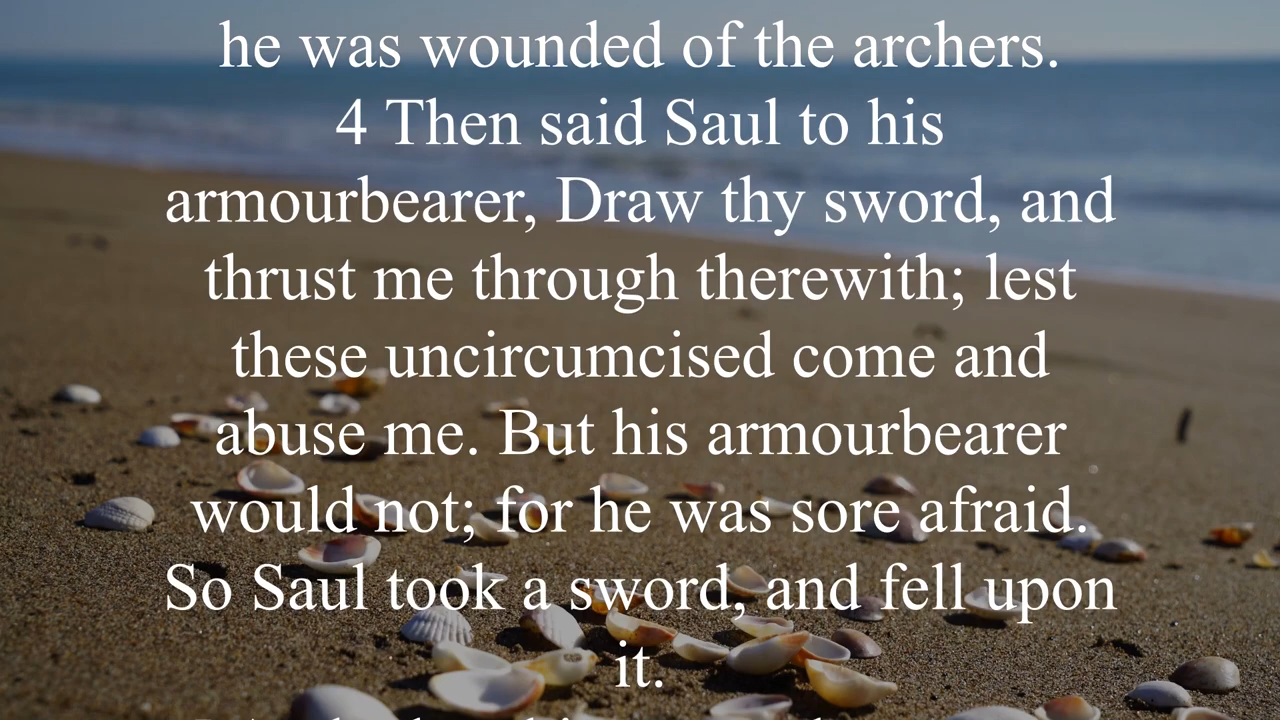 he was wounded of the archers.
4 Then said Saul to his
armourbearer, Draw thy sword, and
thrust me through therewith; lest
these uncircumcised come and
abuse me. But his armourbearer
would not; for he was sore afraid.
So Saul took a sword, and fell upon
it.